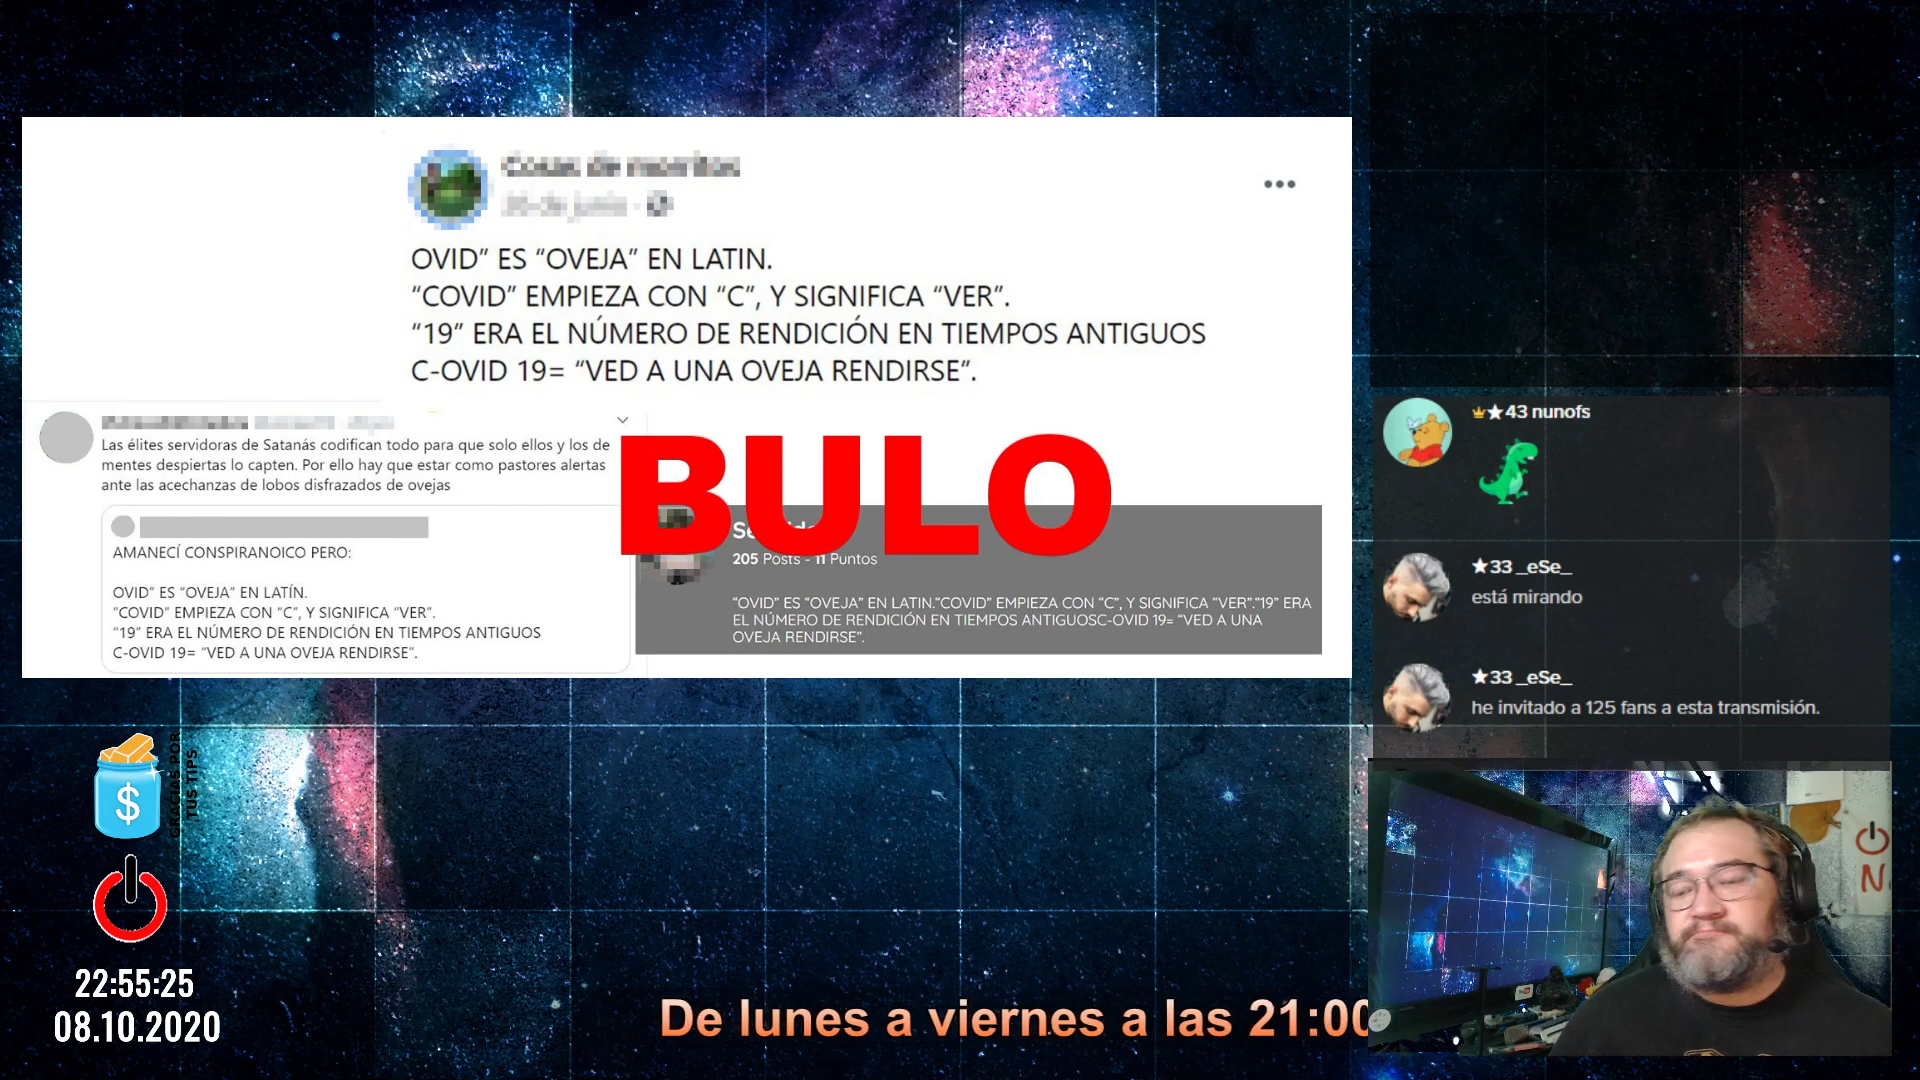 OVID” ES “OVEJA” EN LATIN.
“COVID” EMPIEZA CON “C”, Y SIGNIFICA “VER”.
“19” ERA EL NÚMERO DE RENDICIÓN EN TIEMPOS ANTIGUOS
C-OVID 19= “VED A UNA OVEJA RENDIRSE”.
Las élites servidoras de Satanás codifican todo para que solo ellos y los de
mentes despiertas lo capten. Por ello hay que estar como pastores alertas
ante las acechanzas de lobos disfrazados de ovejas
AMANECÍ CONSPIRANOICO PERO:
OVID” ES “OVEJA” EN LATÍN.
“COVID” EMPIEZA CON “C”, Y SIGNIFICA “VER”.
“19” ERA EL NÚMERO DE RENDICIÓN EN TIEMPOS ANTIGUOS
C-OVID 19= “VED A UNA OVEJA RENDIRSE”.
BULO
205 Posts - 11 Puntos
“OVID” ES “OVEJA” EN LATIN.“COVID” EMPIEZA CON “C”, Y SIGNIFICA “VER”.“19” ERA
EL NÚMERO DE RENDICIÓN EN TIEMPOS ANTIGUOSC-OVID 19= “VED A UNA
OVEJA RENDIRSE”.
43 nunofs
33 _eSe_
está mirando
33 _eSe_
he invitado a 125 fans a esta transmisión.
GRACIAS POR
TUS TIPS
$
22:55:25
08.10.2020
De lunes a viernes a las 21:00